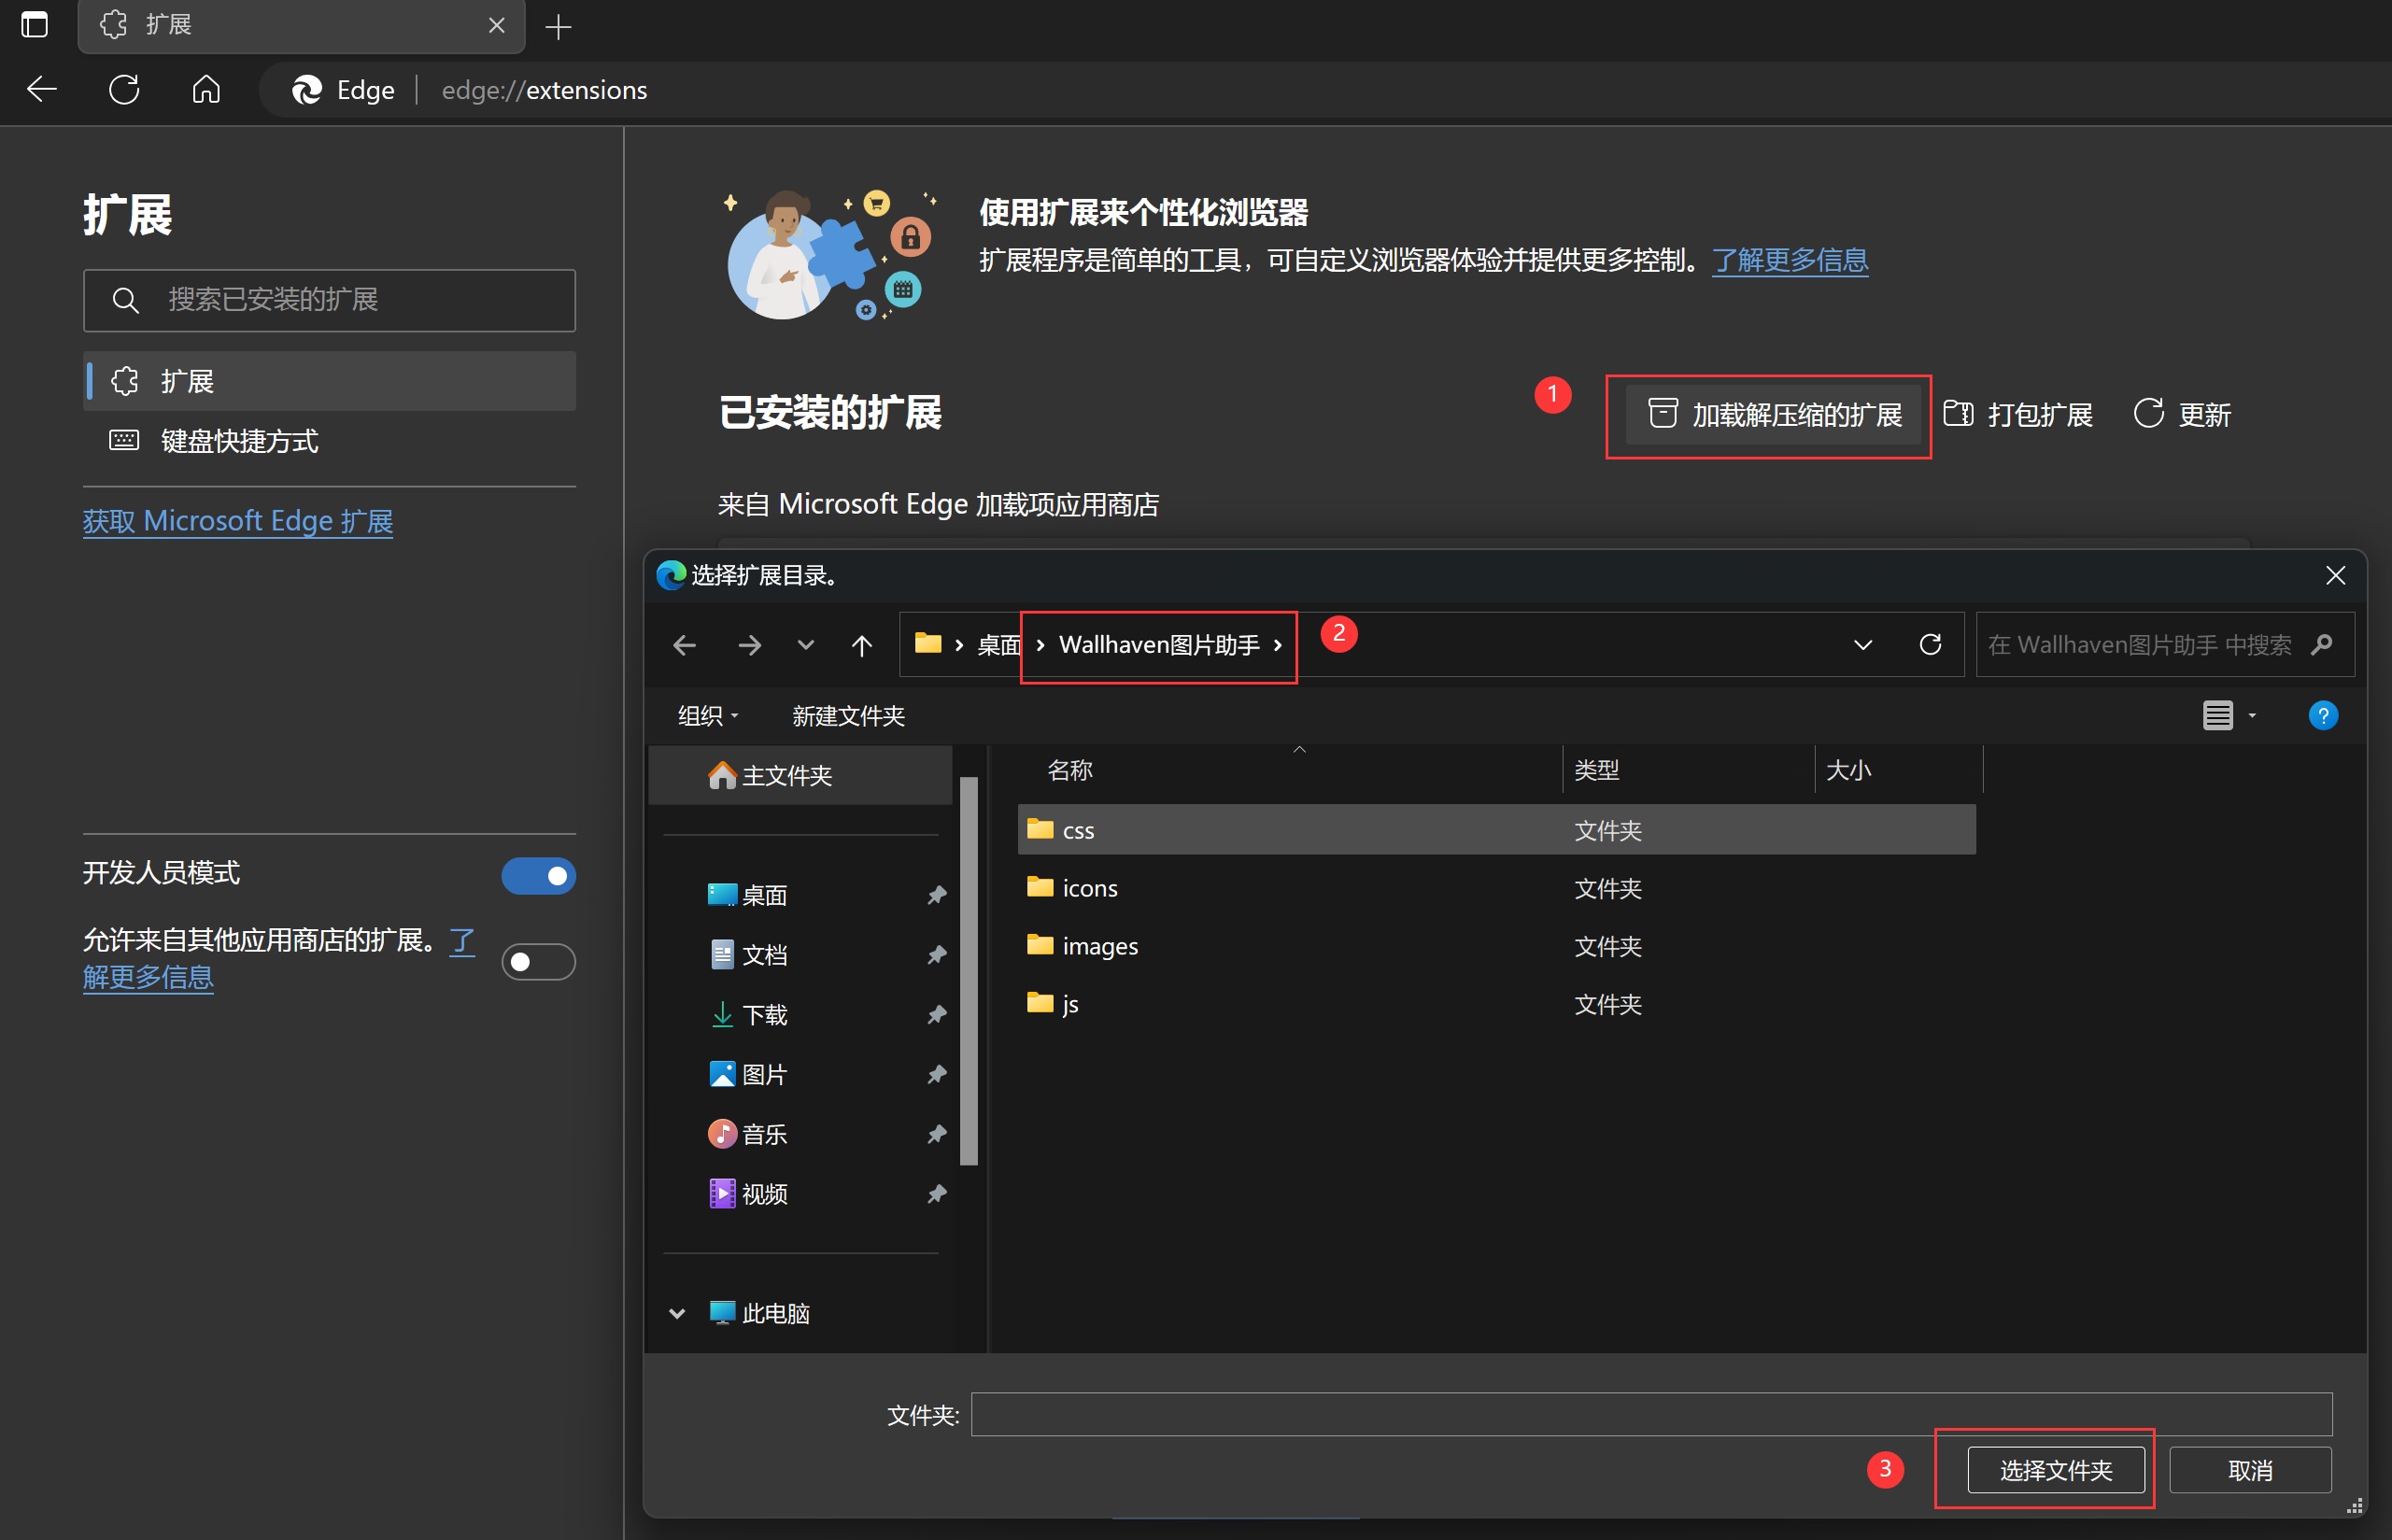 扩展
Edge
edge://extensions
扩展
搜索已安装的扩展
扩展
键盘快捷方式
获取 Microsoft Edge 扩展
开发人员模式
允许来自其他应用商店的扩展。了
解更多信息
使用扩展来个性化浏览器
扩展程序是简单的工具，可自定义浏览器体验并提供更多控制。了解更多信息
已安装的扩展
1
加载解压缩的扩展
打包扩展
更新
来自 Microsoft Edge 加载项应用商店
选择扩展目录。
桌面
Wallhaven图片助手
2
在 Wallhaven图片助手 中搜索
组织
新建文件夹
?
主文件夹
桌面
文档
下载
图片
音乐
视频
此电脑
名称
类型
大小
css
文件夹
icons
文件夹
images
文件夹
js
文件夹
文件夹:
3
选择文件夹
取消